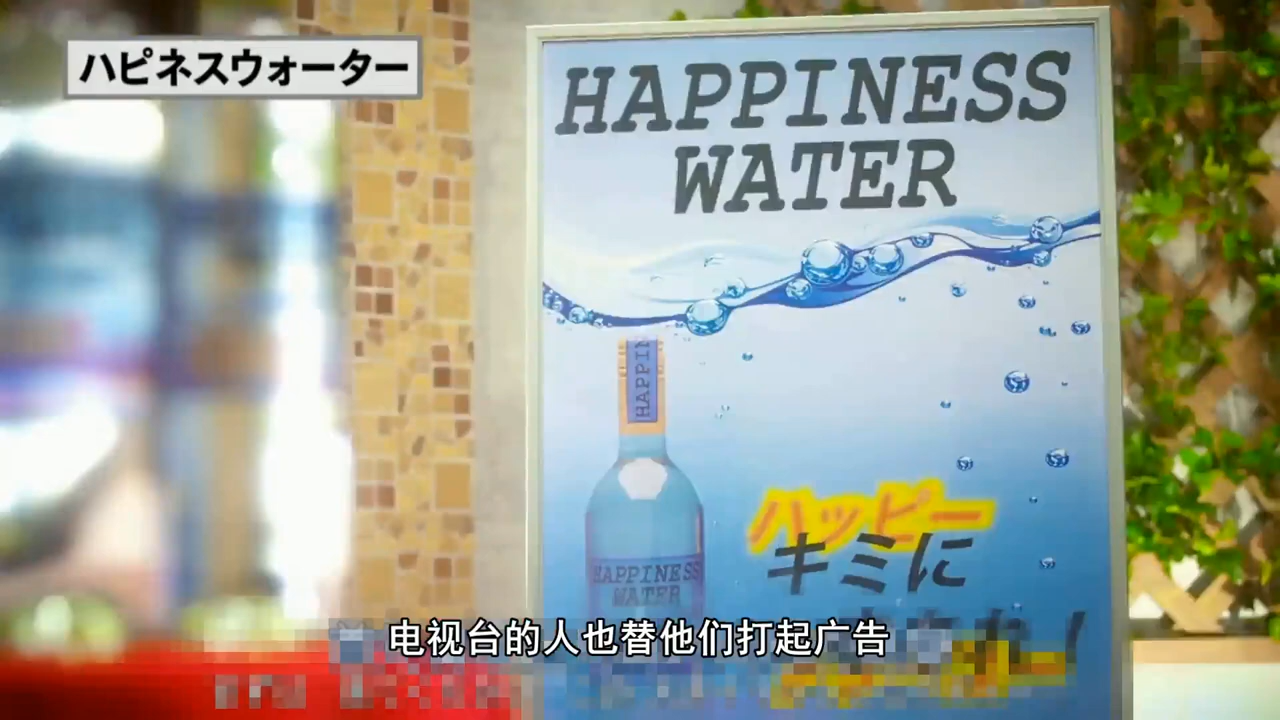 ハピネスウォーター
HAPPINESS
WATER
HAPPIN
ハッピー
キミに
HAPPINESS
WATER
电视台的人也替他们打起广告